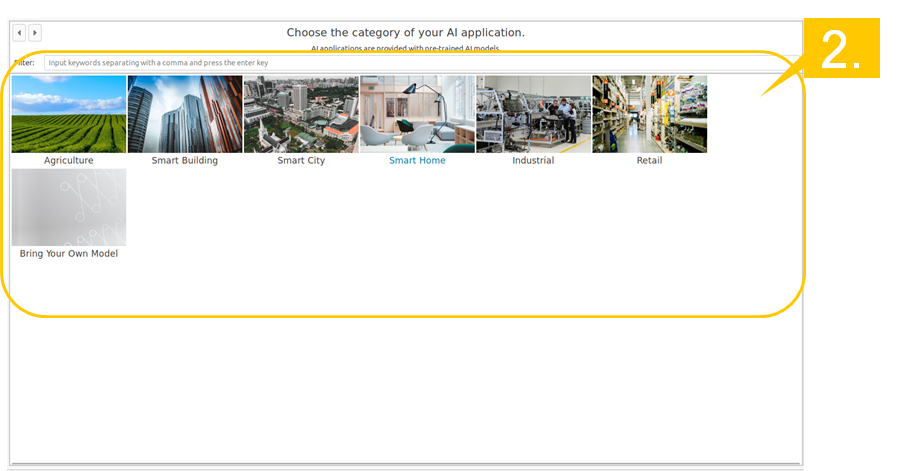 Choose the category of your AI application.
AI applications are provided with pre-trained AI models.
Filter:
Input keywords separating with a comma and press the enter key
2.
Agriculture
Smart Building
Smart City
Smart Home
Industrial
Retail
Bring Your Own Model